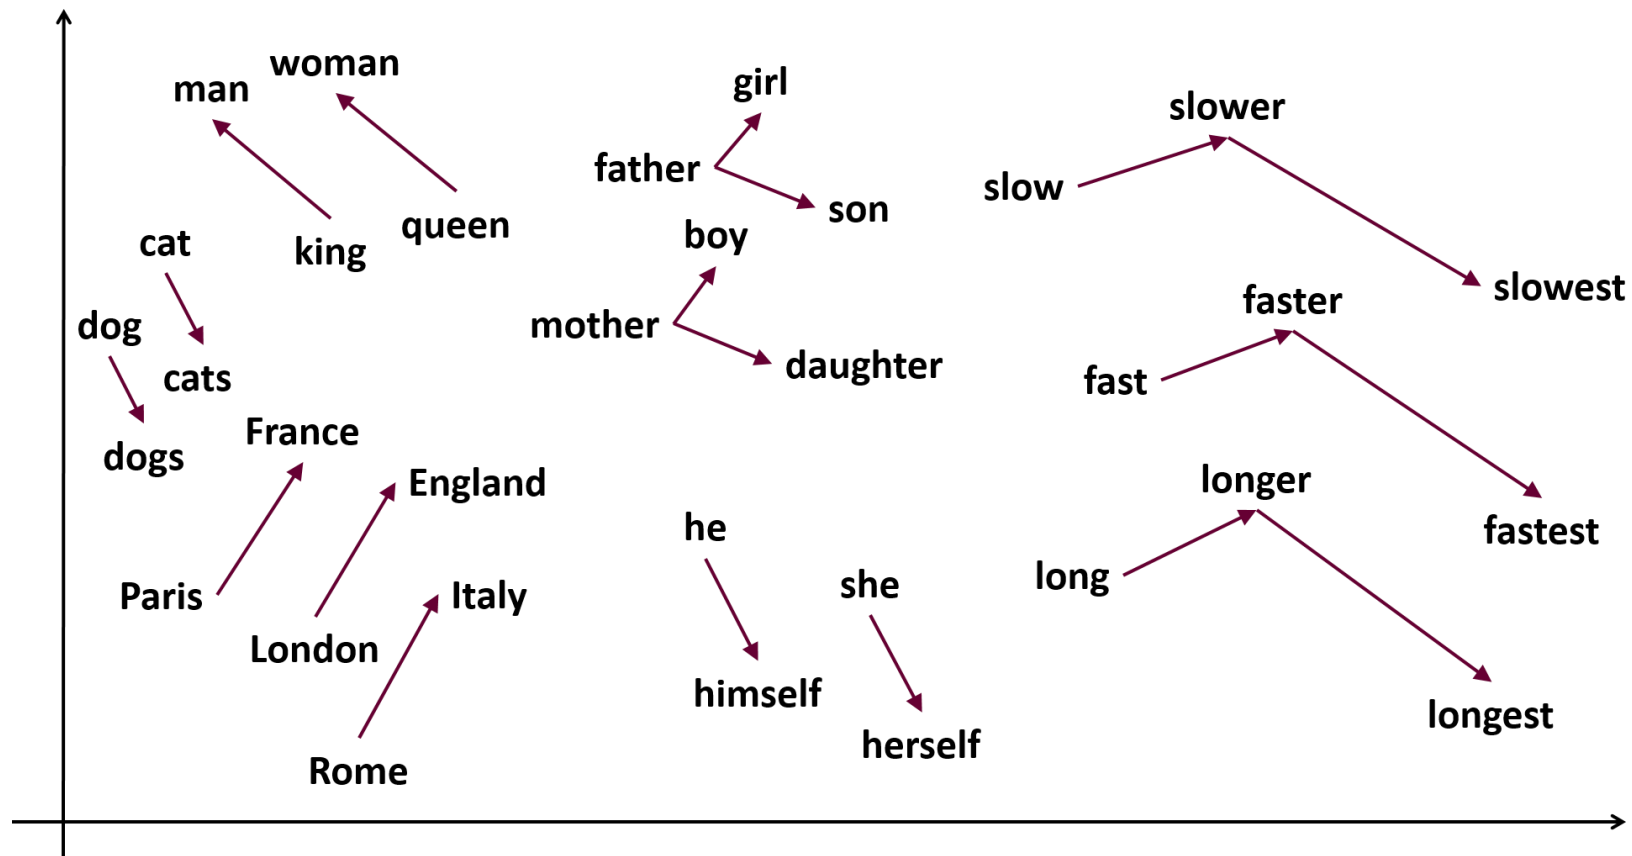 woman
man
girl
slower
father
slow
son
queen
boy
cat
king
slowest
faster
dog
mother
daughter
cats
fast
France
dogs
England
longer
he
fastest
long
she
Paris
Italy
London
himself
longest
herself
Rome